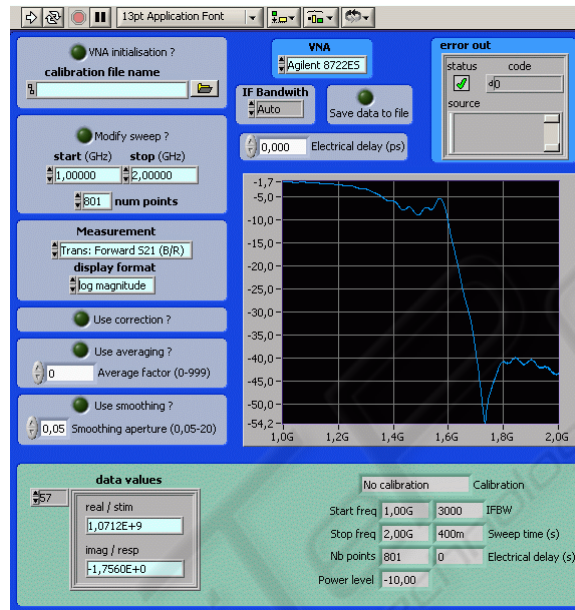 13pt Application Font
VNA initialisation ?
calibration file name
VNA
Agilent 8722ES
IF Bandwith
Auto
Save data to file
error out
status code
d0
source
Modify sweep ?
start (GHz) stop (GHz)
1,00000 2,00000
801 num points
0,000 Electrical delay (ps)
Measurement
Trans: Forward S21 (B/R)
display format
log magnitude
Use correction ?
Use averaging ?
0 Average factor (0-999)
Use smoothing ?
0,05 Smoothing aperture (0,05-20)
-1,7
-5,0
-10,0
-15,0
-20,0
-25,0
-30,0
-35,0
-40,0
-45,0
-50,0
-54,2
1,0G 1,2G 1,4G 1,6G 1,8G 2,0G
data values
57
real / stim
1,0712E+9
imag / resp
-1,7560E+0
No calibration Calibration
Start freq 1,00G 3000 IFBW
Stop freq 2,00G 400m Sweep time (s)
Nb points 801 0 Electrical delay (s)
Power level -10,00